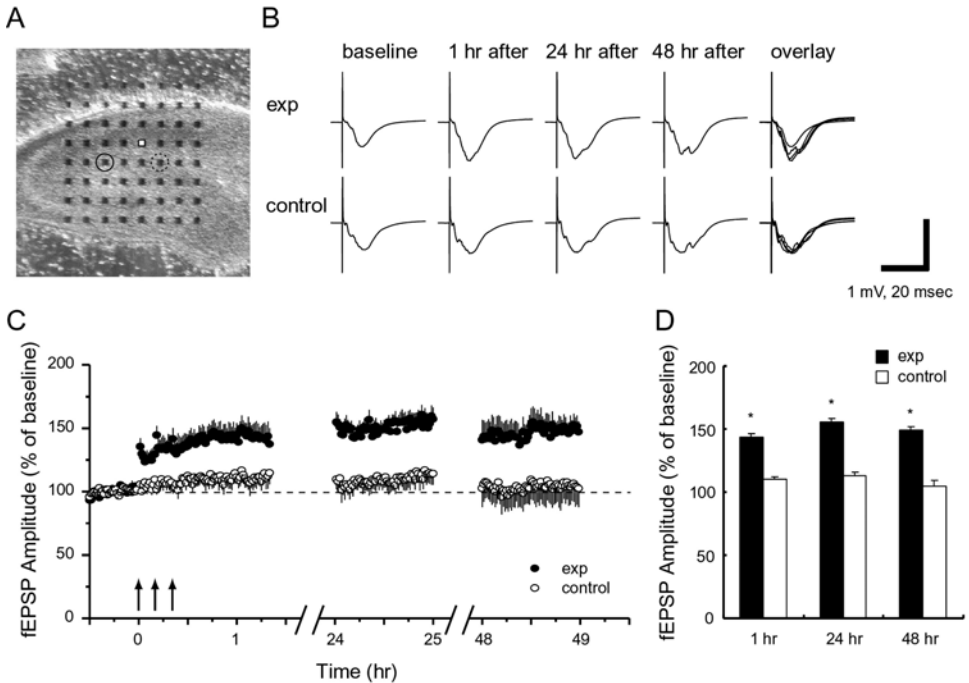 A
B
baseline 1 hr after 24 hr after 48 hr after overlay
exp
control
1 mV, 20 msec
C
fEPSP Amplitude (% of baseline)
200
150
100
50
0
exp
control
0 1 24 25 48 49
Time (hr)
D
fEPSP Amplitude (% of baseline)
200
150
100
50
0
exp
control
* * *
1 hr 24 hr 48 hr